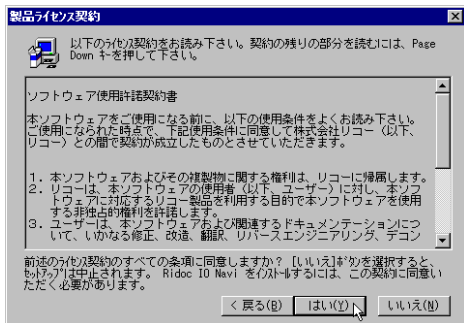 製品ライセンス契約
以下のライセンス契約をお読み下さい。契約の残りの部分を読むには、Page
Down キーを押して下さい。
ソフトウェア使用許諾契約書
本ソフトウェアをご使用になる前に、以下の使用条件をよくお読み下さい。
ご使用になられた時点で、下記使用条件に同意して株式会社リコー（以下、
リコー）との間で契約が成立したものとさせていただきます。
1．本ソフトウェアおよびその複製物に関する権利は、リコーに帰属します。
2．リコーは、本ソフトウェアの使用者（以下、ユーザー）に対し、本ソフ
トウェアに対応するリコー製品を利用する目的で本ソフトウェアを使用
する非独占的権利を許諾します。
3．ユーザーは、本ソフトウェアおよび関連するドキュメンテーションにつ
いて、いかなる修正、改造、翻訳、リバースエンジニアリング、デコン
前述のライセンス契約のすべての条項に同意しますか？ [いいえ]ボタンを選択すると、
セットアップは中止されます。 Ridoc IO Navi をインストールするには、この契約に同意い
ただく必要があります。
< 戻る(B)
はい(Y)
いいえ(N)